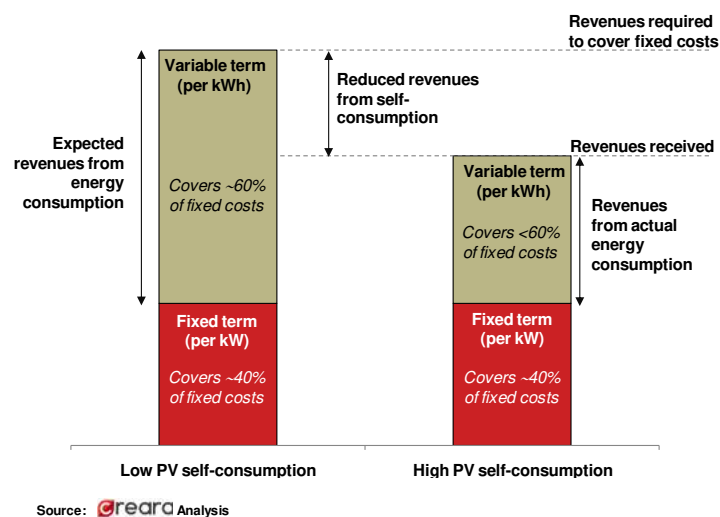 Revenues required
to cover fixed costs
Variable term
(per kWh)
Reduced revenues
from self-
consumption
Expected
revenues from
energy
consumption
Revenues received
Variable term
(per kWh)
Covers ~60%
of fixed costs
Covers <60%
of fixed costs
Revenues
from actual
energy
consumption
Fixed term
(per kW)
Fixed term
(per kW)
Covers ~40%
of fixed costs
Covers ~40%
of fixed costs
Low PV self-consumption
High PV self-consumption
Source: creara Analysis